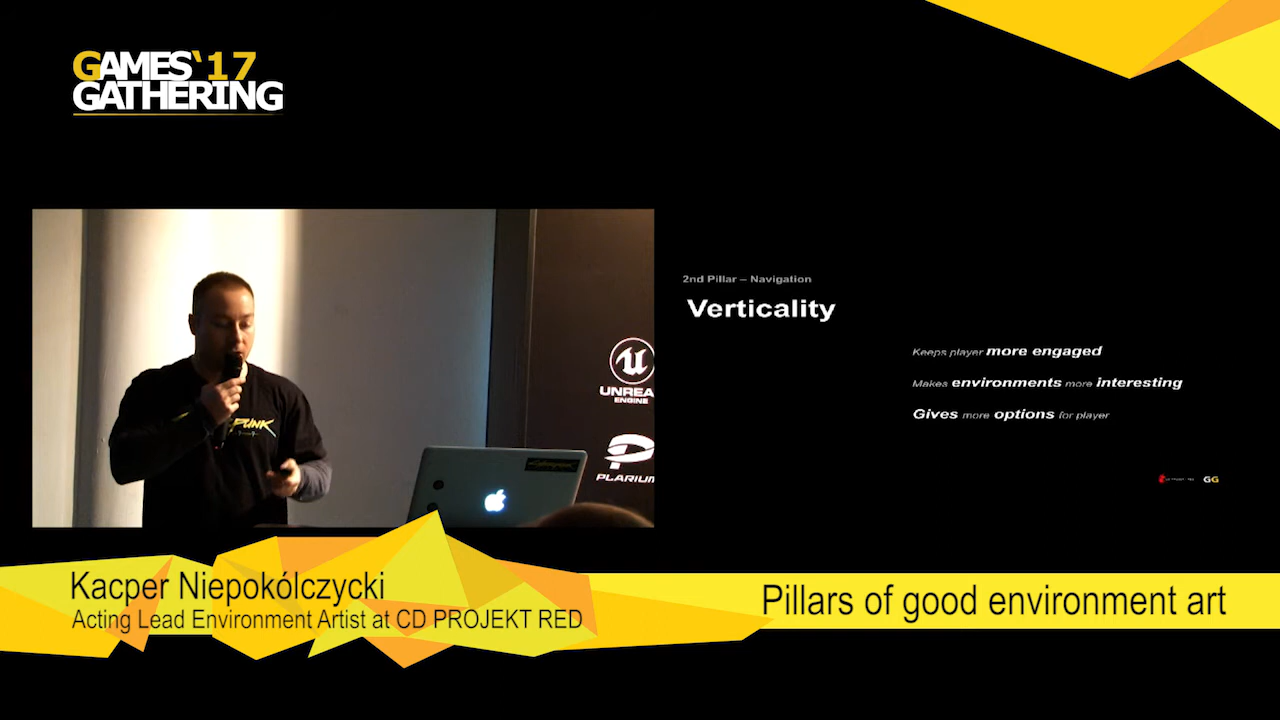 GAMES'17
GATHERING
2nd Pillar – Navigation
Verticality
Keeps player more engaged
Makes environments more interesting
Gives more options for player
UNREA
ENGINE
PLARIUM
GG
Kacper Niepokólczycki
Acting Lead Environment Artist at CD PROJEKT RED
Pillars of good environment art